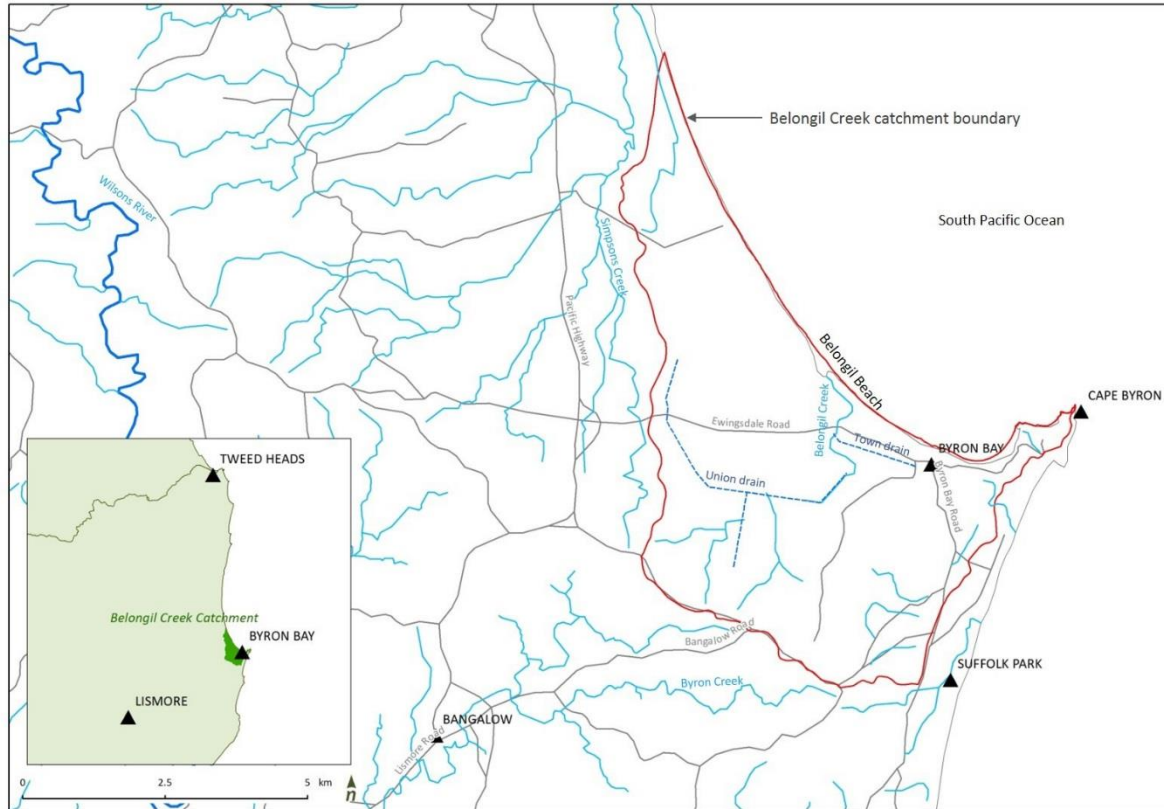 Belongil Creek catchment boundary
Wilsons River
South Pacific Ocean
Simpsons Creek
Pacific Highway
Belongil Beach
Belongil Creek
CAPE BYRON
Ewingsdale Road
Town drain
BYRON BAY
Union drain
Byron Bay Road
TWEED HEADS
Belongil Creek Catchment
BYRON BAY
LISMORE
Bangalow Road
SUFFOLK PARK
Byron Creek
BANGALOW
Lismore Road
0 2.5 5 km
n